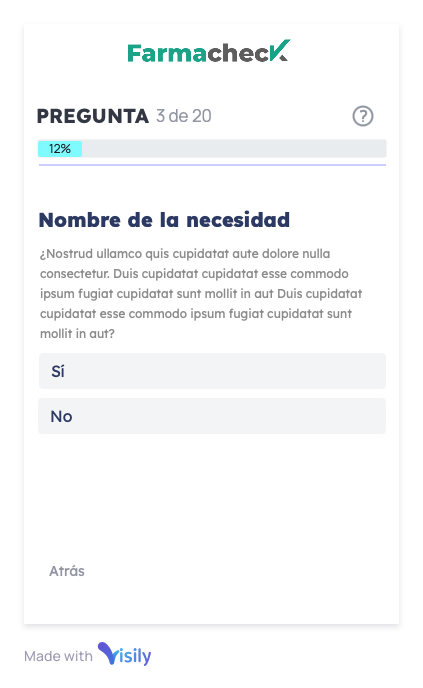 Farmacheck
PREGUNTA 3 de 20
12%
Nombre de la necesidad
¿Nostrud ullamco quis cupidatat aute dolore nulla
consectetur. Duis cupidatat cupidatat esse commodo
ipsum fugiat cupidatat sunt mollit in aut Duis cupidatat
cupidatat esse commodo ipsum fugiat cupidatat sunt
mollit in aut?
Sí
No
Atrás
Made with Visily